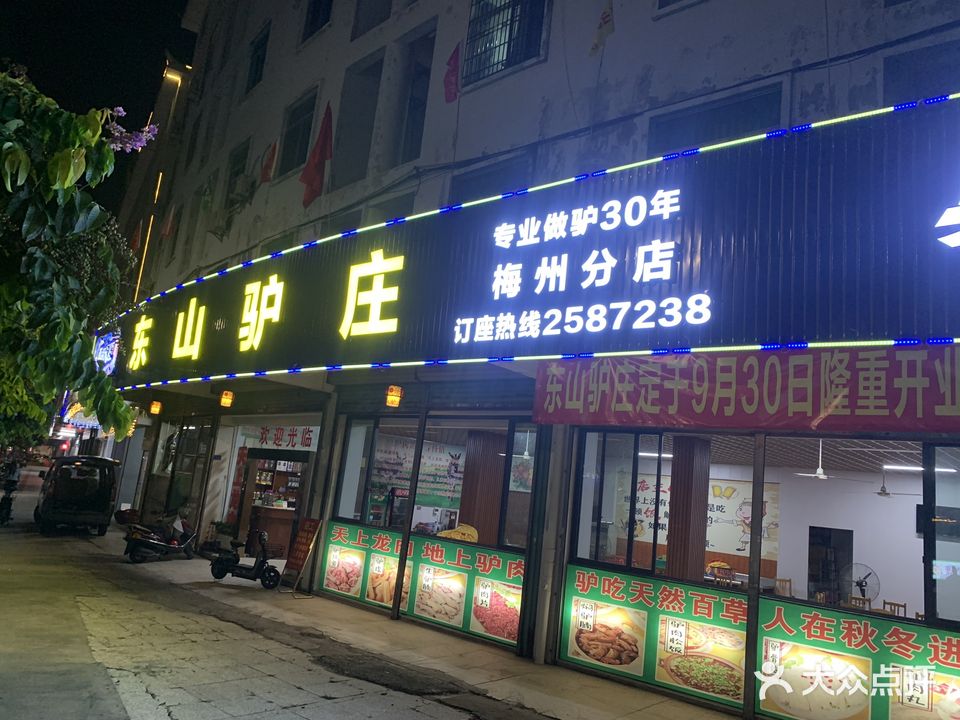 东山驴庄
专业做驴30年
梅州分店
订座热线2587238
东山驴庄定于9月30日隆重开业
欢迎光临
天上龙肉 地上驴肉
驴吃天然百草
人在秋冬进
大众点评